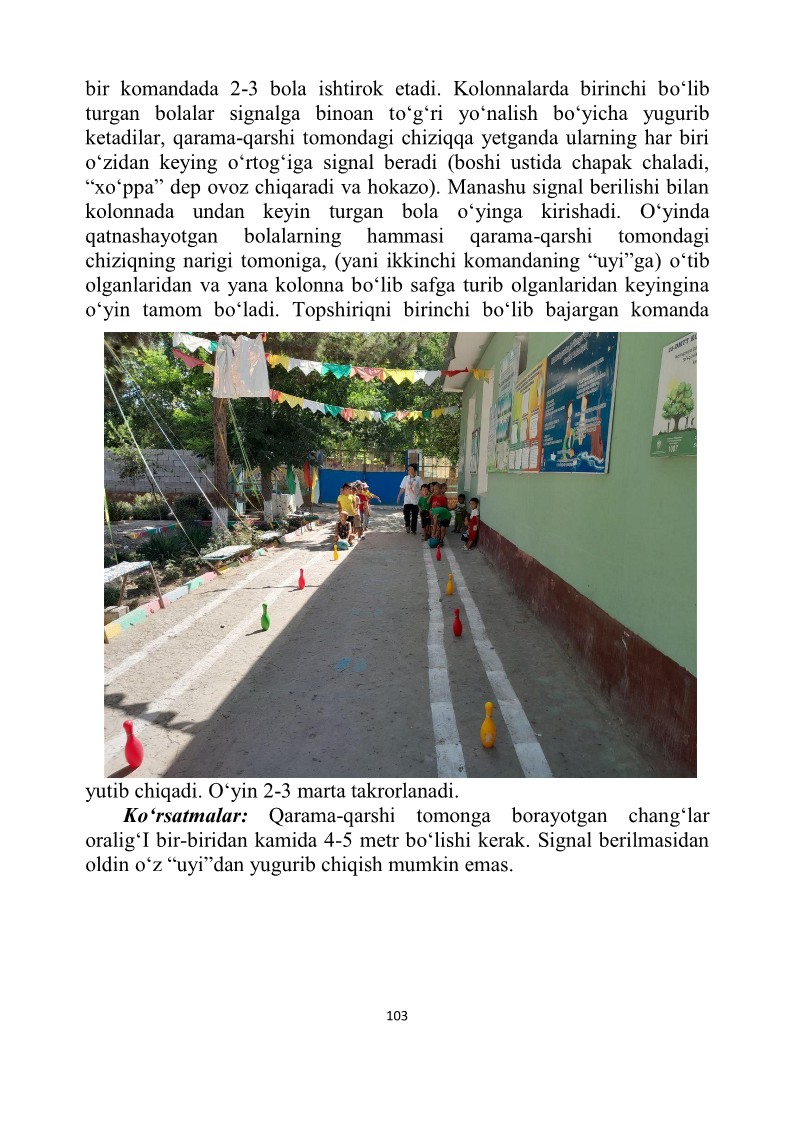 bir komandada 2-3 bola ishtirok etadi. Kolonnalarda birinchi bo‘lib
turgan bolalar signalga binoan to‘g‘ri yo‘nalish bo‘yicha yugurib
ketadilar, qarama-qarshi tomondagi chiziqqa yetganda ularning har biri
o‘zidan keying o‘rtog‘iga signal beradi (boshi ustida chapak chaladi,
“xo‘ppa” dep ovoz chiqaradi va hokazo). Manashu signal berilishi bilan
kolonnada undan keyin turgan bola o‘yinga kirishadi. O‘yinda
qatnashayotgan bolalarning hammasi qarama-qarshi tomondagi
chiziqning narigi tomoniga, (yani ikkinchi komandaning “uyi”ga) o‘tib
olganlaridan va yana kolonna bo‘lib safga turib olganlaridan keyingina
o‘yin tamom bo‘ladi. Topshiriqni birinchi bo‘lib bajargan komanda
yutib chiqadi. O‘yin 2-3 marta takrorlanadi.
Ko‘rsatmalar: Qarama-qarshi tomonga borayotgan chang‘lar
oralig‘I bir-biridan kamida 4-5 metr bo‘lishi kerak. Signal berilmasidan
oldin o‘z “uyi”dan yugurib chiqish mumkin emas.
103